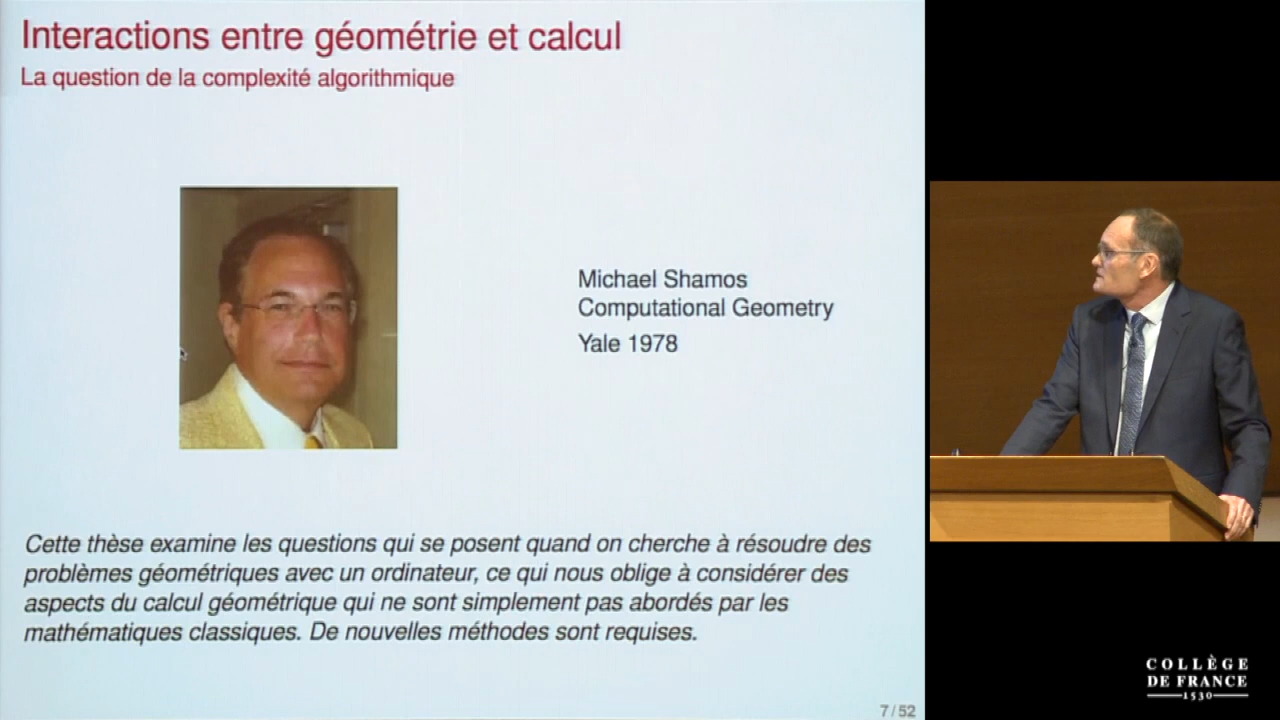 Interactions entre géométrie et calcul
La question de la complexité algorithmique
Michael Shamos
Computational Geometry
Yale 1978
Cette thèse examine les questions qui se posent quand on cherche à résoudre des
problèmes géométriques avec un ordinateur, ce qui nous oblige à considérer des
aspects du calcul géométrique qui ne sont simplement pas abordés par les
mathématiques classiques. De nouvelles méthodes sont requises.
7/52
COLLÈGE
DE FRANCE
1530